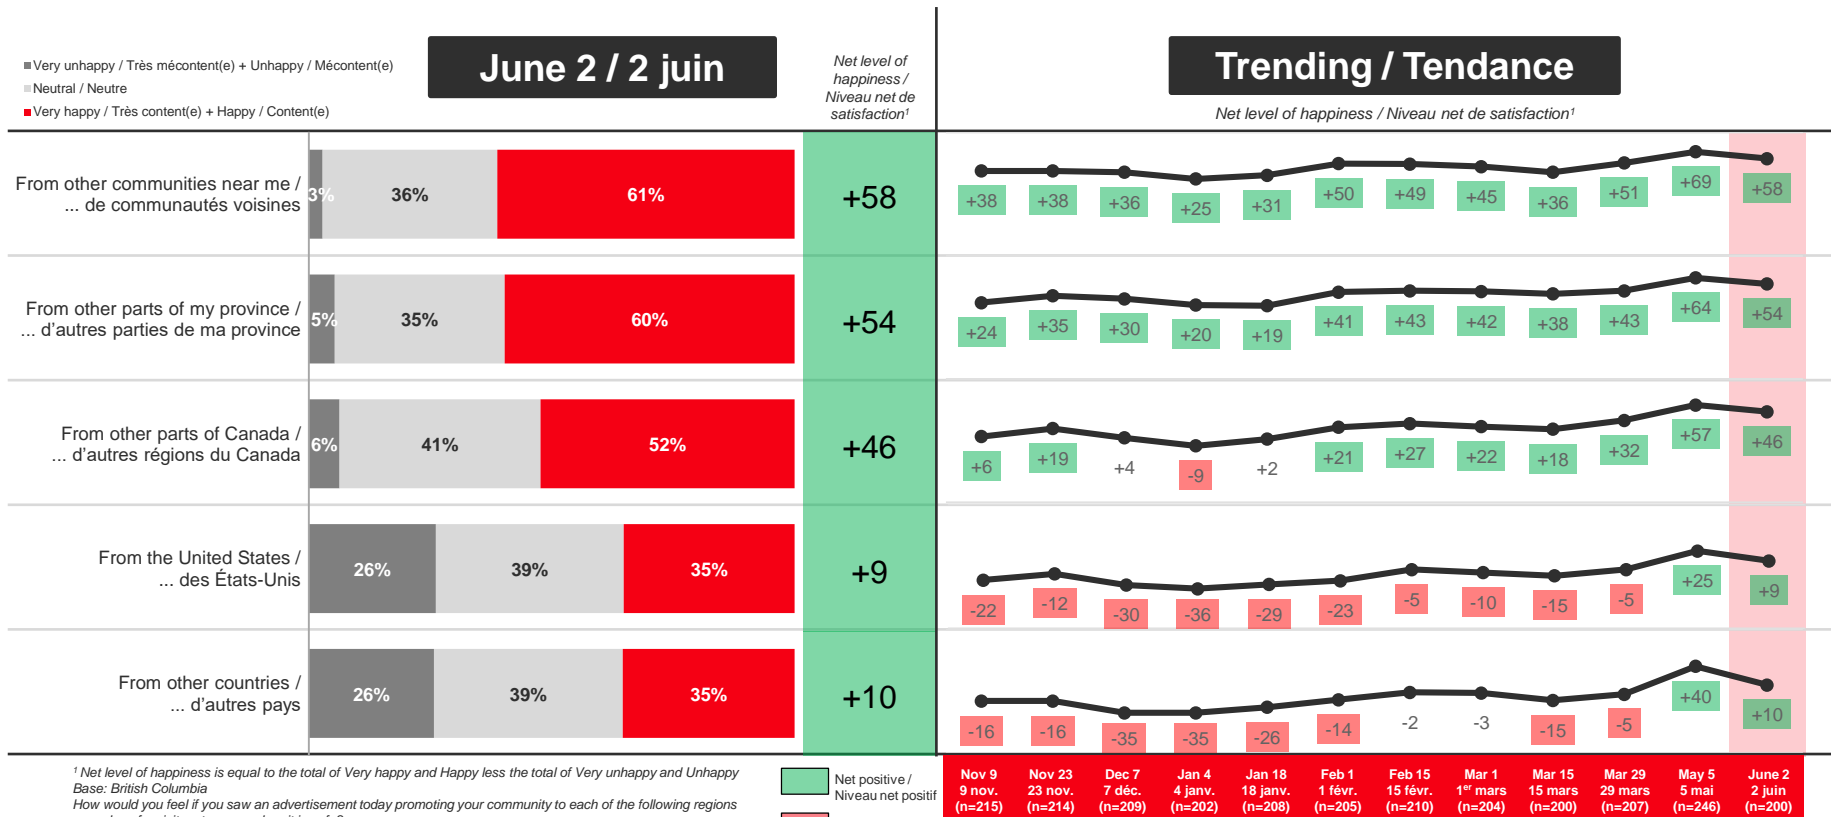 ■ Very unhappy / Très mécontent(e) + Unhappy / Mécontent(e)
■ Neutral / Neutre
■ Very happy / Très content(e) + Happy / Content(e)
June 2 / 2 juin
Net level of
happiness /
Niveau net de
satisfaction¹
Trending / Tendance
Net level of happiness / Niveau net de satisfaction¹
From other communities near me /
... de communautés voisines
3% 36% 61% +58
+38 +38 +36 +25 +31 +50 +49 +45 +36 +51 +69 +58
From other parts of my province /
... d'autres parties de ma province
5% 35% 60% +54
+24 +35 +30 +20 +19 +41 +43 +42 +38 +43 +64 +54
From other parts of Canada /
... d'autres régions du Canada
6% 41% 52% +46
+6 +19 +4 -9 +2 +21 +27 +22 +18 +32 +57 +46
From the United States /
... des États-Unis
26% 39% 35% +9
-22 -12 -30 -36 -29 -23 -5 -10 -15 -5 +25 +9
From other countries /
... d'autres pays
26% 39% 35% +10
-16 -16 -35 -35 -26 -14 -2 -3 -15 -5 +40 +10
¹ Net level of happiness is equal to the total of Very happy and Happy less the total of Very unhappy and Unhappy
Base: British Columbia
How would you feel if you saw an advertisement today promoting your community to each of the following regions
Net positive /
Niveau net positif
Nov 9 Nov 23 Dec 7 Jan 4 Jan 18 Feb 1 Feb 15 Mar 1 Mar 15 Mar 29 May 5 June 2
9 nov. 23 nov. 7 déc. 4 janv. 18 janv. 1 févr. 15 févr. 1er mars 15 mars 29 mars 5 mai 2 juin
(n=215) (n=214) (n=209) (n=202) (n=208) (n=205) (n=210) (n=204) (n=200) (n=207) (n=246) (n=200)